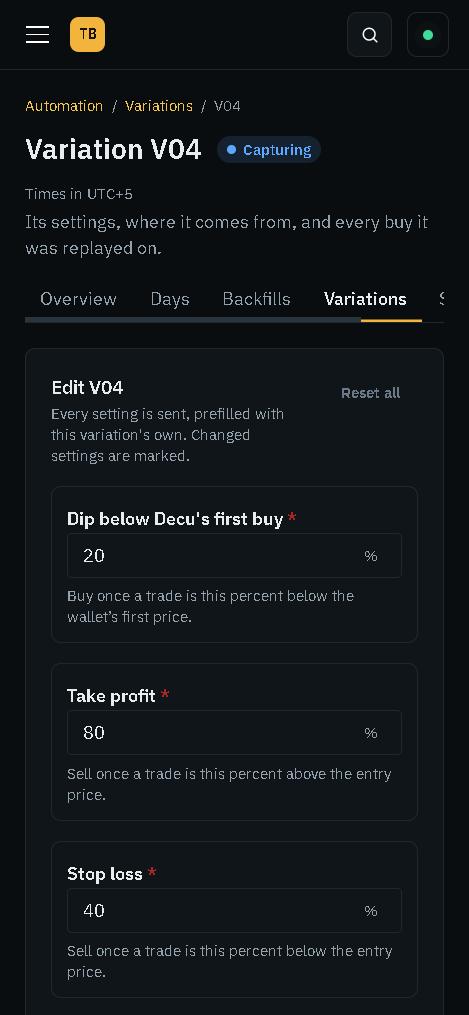 TB
Automation / Variations / V04
Variation V04
Capturing
Times in UTC+5
Its settings, where it comes from, and every buy it
was replayed on.
Overview Days Backfills Variations
Edit V04
Reset all
Every setting is sent, prefilled with
this variation's own. Changed
settings are marked.
Dip below Decu's first buy *
20 %
Buy once a trade is this percent below the
wallet's first price.
Take profit *
80 %
Sell once a trade is this percent above the entry
price.
Stop loss *
40 %
Sell once a trade is this percent below the entry
price.